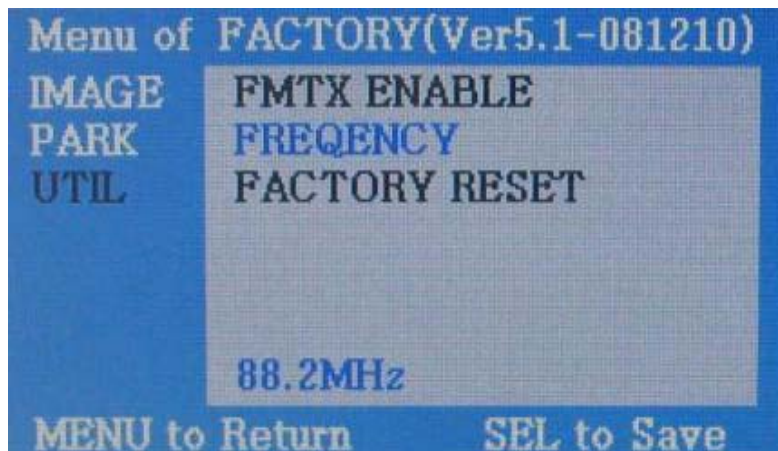 Menu of FACTORY(Ver5.1-081210)
IMAGE FMTX ENABLE
PARK FREQENCY
UTIL FACTORY RESET
88.2MHz
MENU to Return SEL to Save